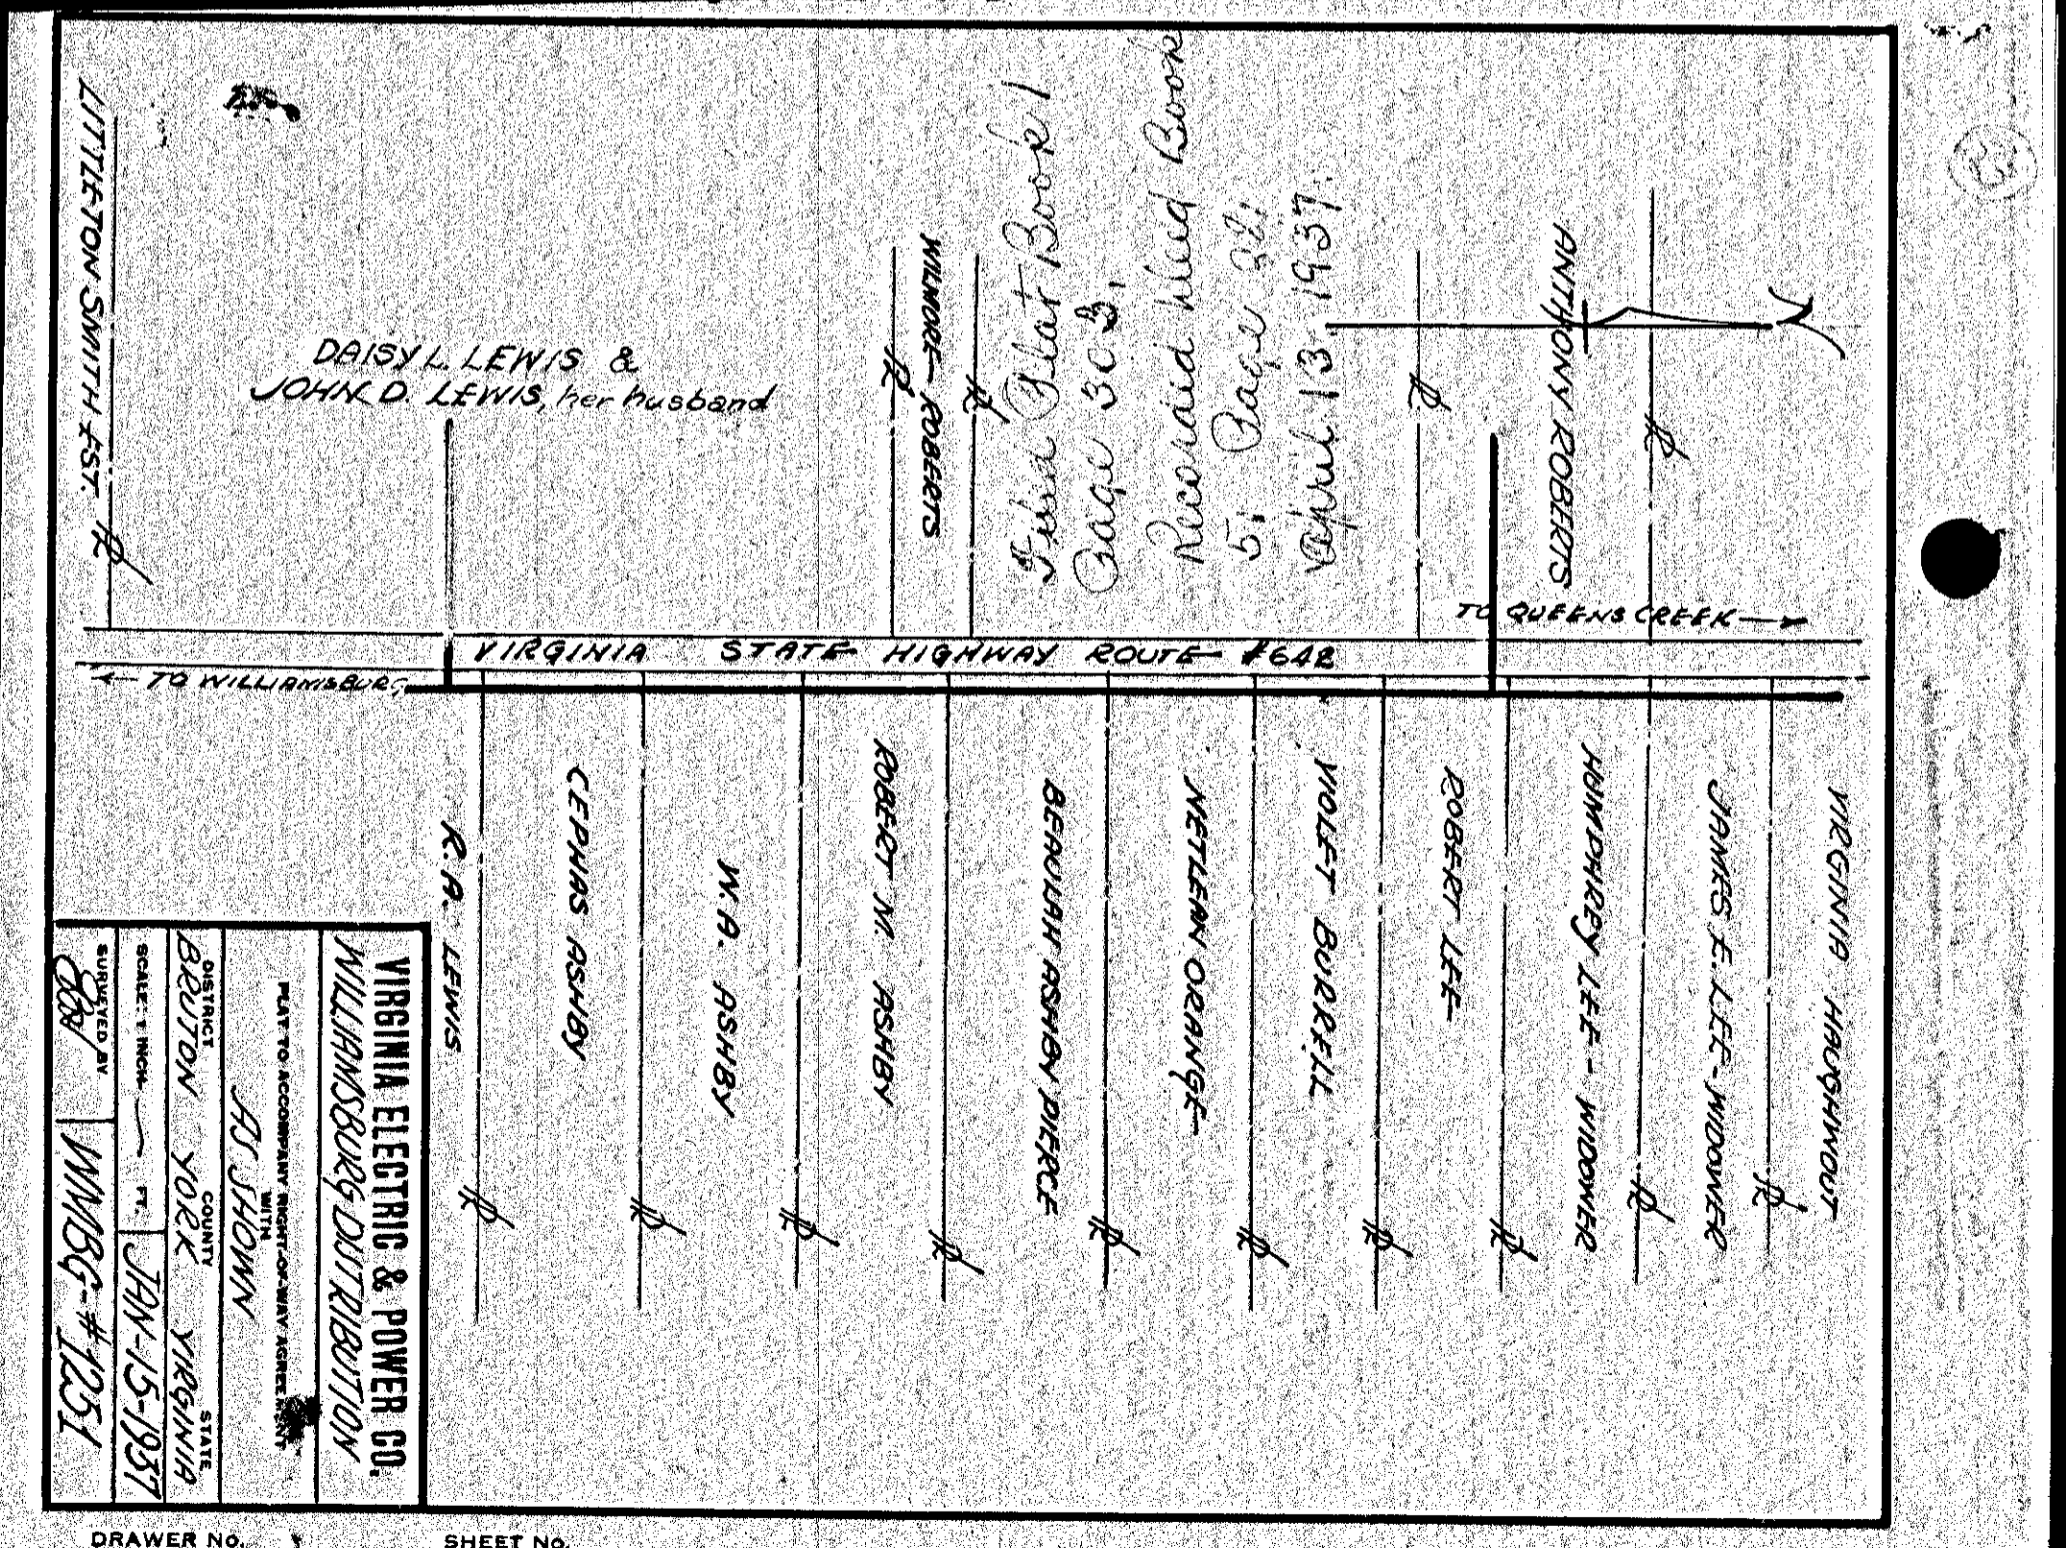 LITTLETON SMITH EST.
DAISY L. LEWIS &
JOHN D. LEWIS, her husband
WILMORE ROBERTS
Plat Book 1
Page 303.
Deed Book
5, Page 321
April 13, 1937.
ANTHONY ROBERTS
TO QUEENS CREEK
VIRGINIA STATE HIGHWAY ROUTE #642
TO WILLIAMSBURG
R.A. LEWIS
CEPHAS ASHBY
W.A. ASHBY
ROBERT N. ASHBY
BEAULAH ASHBY PIERCE
NETLEAN ORANGE
VIOLET BURRELL
ROBERT LEE
HUMPHREY LEE - WIDOWER
JAMES E. LEE - WIDOWER
VIRGINIA HAUGHWOUT
VIRGINIA ELECTRIC & POWER CO.
WILLIAMSBURG DISTRIBUTION
PLAT TO ACCOMPANY RIGHT-OF-WAY AGREEMENT
WITH
AS SHOWN
DISTRICT COUNTY STATE
BRUTON YORK VIRGINIA
SCALE: 1 INCH FT. JAN-15-1937
SURVEYED BY
WMBG-#1251
DRAWER NO. SHEET NO.